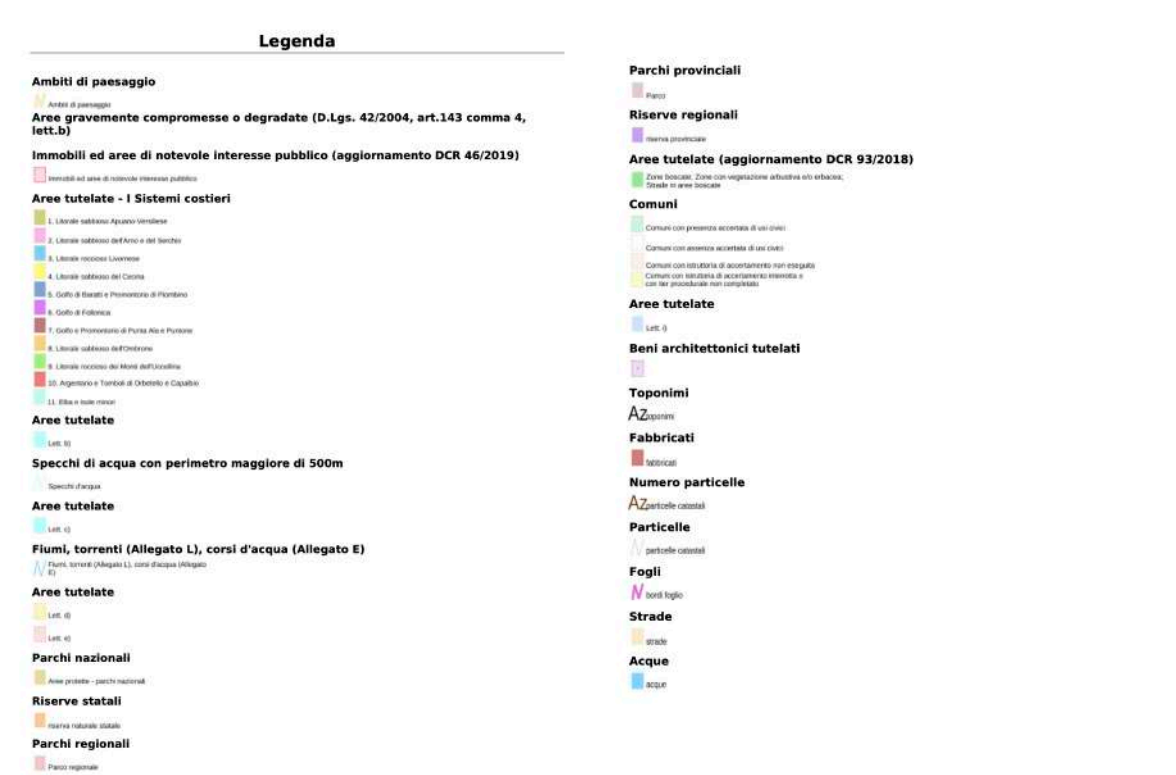 Legenda
Ambiti di paesaggio
Ambiti di paesaggio
Aree gravemente compromesse o degradate (D.Lgs. 42/2004, art.143 comma 4,
lett.b)
Immobili ed aree di notevole interesse pubblico (aggiornamento DCR 46/2019)
Immobili ed aree di notevole interesse pubblico
Aree tutelate - I Sistemi costieri
1. Litorale sabbioso Apuano-Versiliese
2. Litorale sabbioso dell'Arno e del Serchio
3. Litorale roccioso Livornese
4. Litorale sabbioso del Cecina
5. Golfo di Baratti e Promontorio di Piombino
6. Golfo di Follonica
7. Golfo e Promontorio di Punta Ala e Puntone
8. Litorale sabbioso dell'Ombrone
9. Litorale roccioso dei Monti dell'Uccellina
10. Argentario e Tomboli di Orbetello e Capalbio
11. Elba e Isole minori
Aree tutelate
Lett. b)
Specchi di acqua con perimetro maggiore di 500m
Specchi d'acqua
Aree tutelate
Lett. c)
Fiumi, torrenti (Allegato L), corsi d'acqua (Allegato E)
Fiumi, torrenti (Allegato L), corsi d'acqua (Allegato
E)
Aree tutelate
Lett. d)
Lett. e)
Parchi nazionali
Aree protette - parchi nazionali
Riserve statali
riserva naturale statale
Parchi regionali
Parco regionale
Parchi provinciali
Parco
Riserve regionali
riserva provinciale
Aree tutelate (aggiornamento DCR 93/2018)
Zone boscate; Zone con vegetazione arbustiva e/o erbacea;
Strade in aree boscate
Comuni
Comuni con presenza accertata di usi civici
Comuni con assenza accertata di usi civici
Comuni con istruttoria di accertamento non eseguita
Comuni con istruttoria di accertamento interrotta e
con iter procedurale non completato
Aree tutelate
Lett. i)
Beni architettonici tutelati
Toponimi
Az toponimi
Fabbricati
fabbricati
Numero particelle
Az particelle catastali
Particelle
particelle catastali
Fogli
bordi foglio
Strade
strade
Acque
acque